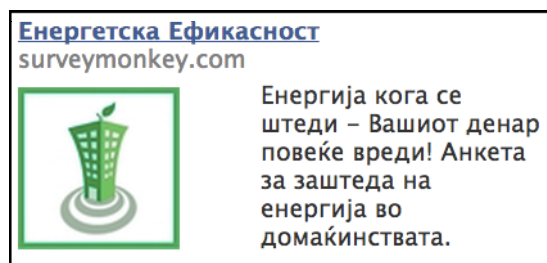 Енергетска Ефикасност
surveymonkey.com
Енергија кога се
штеди – Вашиот денар
повеќе вреди! Анкета
за заштеда на
енергија во
домаќинствата.